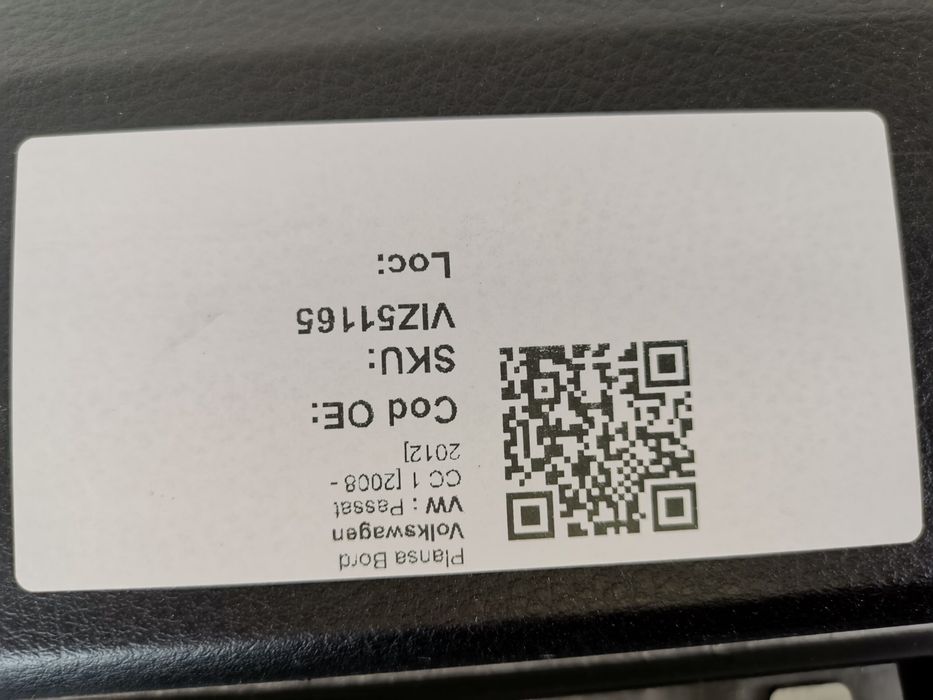 Plansa Bord
Volkswagen
VW : Passat
CC 1 [2008 -
2012]
Cod OE:
SKU:
VIZ51165
Loc: